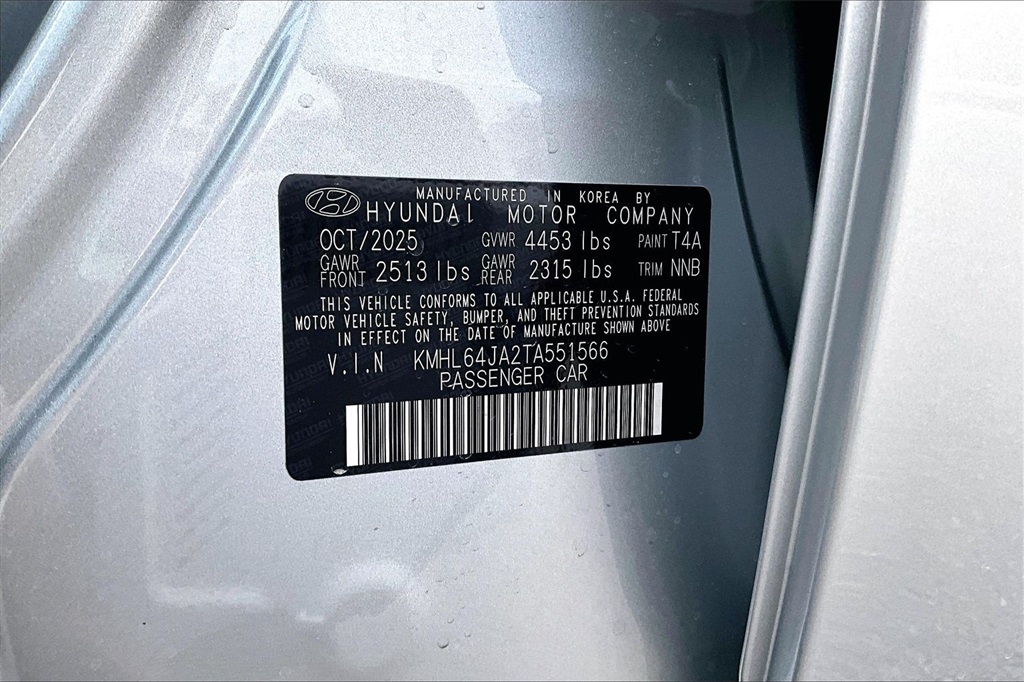 MANUFACTURED IN KOREA BY
HYUNDAI MOTOR COMPANY
OCT/2025 GVWR 4453 lbs PAINT T4A
GAWR FRONT 2513 lbs GAWR REAR 2315 lbs TRIM NNB
THIS VEHICLE CONFORMS TO ALL APPLICABLE U.S.A. FEDERAL
MOTOR VEHICLE SAFETY, BUMPER, AND THEFT PREVENTION STANDARDS
IN EFFECT ON THE DATE OF MANUFACTURE SHOWN ABOVE
V.I.N KMHL64JA2TA551566
PASSENGER CAR